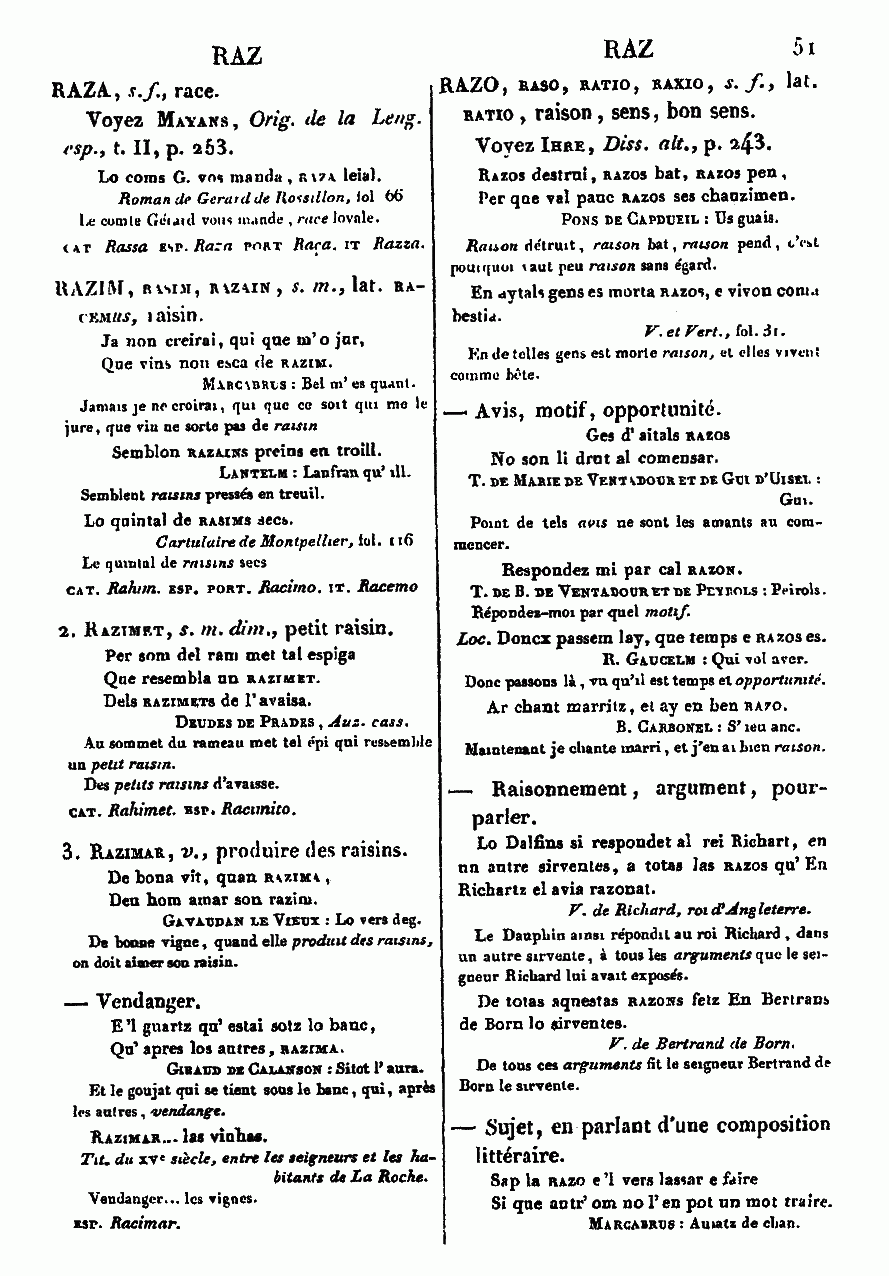 RAZ
RAZA, s.f., race.
Voyez MAYANS, Orig. de la Leng.
esp., t. II, p. 253.
Lo coms G. vos manda, RAZA leial.
Roman de Gerard de Rossillon, fol 66
Le comte Gérard vous mande, race loyale.
CAT Rassa ESP. Raza PORT Raça. IT Razza.
RAZIM, RASIM, RAZAIN, s. m., lat. RA-
CEMUS, raisin.
Ja non creirai, qui que m'o jur,
Que vins non esca de RAZIM.
MARCABRUS : Bel m'es quant.
Jamais je ne croirai, qui que ce soit qui me le
jure, que vin ne sorte pas de raisin
Semblon RAZAINS preins en troill.
LANTELM : Lanfran qu'ill.
Semblent raisins pressés en treuil.
Lo quintal de RASIMS secs.
Cartulaire de Montpellier, fol. 116
Le quintal de raisins secs
CAT. Rahim. ESP. PORT. Racimo. IT. Racemo
2. RAZIMET, s. m. dim., petit raisin.
Per som del ram met tal espiga
Que resembla un RAZIMET.
Dels RAZIMETS de l'avaisa.
DEUDES DE PRADES, Auz. cass.
Au sommet du rameau met tel épi qui ressemble
un petit raisin.
Des petits raisins d'avaisse.
CAT. Rahimet. ESP. Racimito.
3. RAZIMAR, v., produire des raisins.
De bona vit, quan RAZIMA,
Deu hom amar son razim.
GAVAUDAN LE VIEUX : Lo vers deg.
De bonne vigne, quand elle produit des raisins,
on doit aimer son raisin.
— Vendanger.
E'l guartz qu'estai sotz lo banc,
Qu'apres los autres, RAZIMA.
GIRAUD DE CALANSON : Sitot l'aura.
Et le goujat qui se tient sous le banc, qui, après
les autres, vendange.
RAZIMAR... las vinhas.
Tit. du XVe siècle, entre les seigneurs et les ha-
bitants de La Roche.
Vendanger... les vignes.
ESP. Racimar.
RAZ 51
RAZO, RASO, RATIO, RAXIO, s. f., lat.
RATIO, raison, sens, bon sens.
Voyez IHRE, Diss. alt., p. 243.
RAZOS destrui, RAZOS bat, RAZOS pen,
Per que val panc RAZOS ses chauzimen.
PONS DE CAPDUEIL : Us guais.
Raison détruit, raison bat, raison pend, c'est
pourquoi vaut peu raison sans égard.
En aytals gens es morta RAZOS, e vivon coma
bestia.
V. et Vert., fol. 31.
En de telles gens est morte raison, et elles vivent
comme bête.
— Avis, motif, opportunité.
Ges d'aitals RAZOS
No son li drut al comensar.
T. DE MARIE DE VENTADOUR ET DE GUI D'UISEL :
Gui.
Point de tels avis ne sont les amants au com-
mencer.
Respondez mi par cal RAZON.
T. DE B. DE VENTADOUR ET DE PEYROLS : Peirols.
Répondez-moi par quel motif.
Loc. Doncx passem lay, que temps e RAZOS es.
R. GAUCELM : Qui vol aver.
Donc passons là, vu qu'il est temps et opportunité.
Ar chant marritz, et ay en ben RAZO.
B. CARBONEL : S'ieu anc.
Maintenant je chante marri, et j'en ai bien raison.
— Raisonnement, argument, pour-
parler.
Lo Dalfins si respondet al rei Richart, en
un autre sirventes, a totas las RAZOS qu'En
Richartz el avia razonat.
V. de Richard, roi d'Angleterre.
Le Dauphin ainsi répondit au roi Richard, dans
un autre sirvente, à tous les arguments que le sei-
gneur Richard lui avait exposés.
De totas aquestas RAZONS fetz En Bertrans
de Born lo sirventes.
V. de Bertrand de Born.
De tous ces arguments fit le seigneur Bertrand de
Born le sirvente.
— Sujet, en parlant d'une composition
littéraire.
Sap la RAZO e'l vers lassar e faire
Si que autr'om no l'en pot un mot traire.
MARCABRUS : Auiatz de chan.